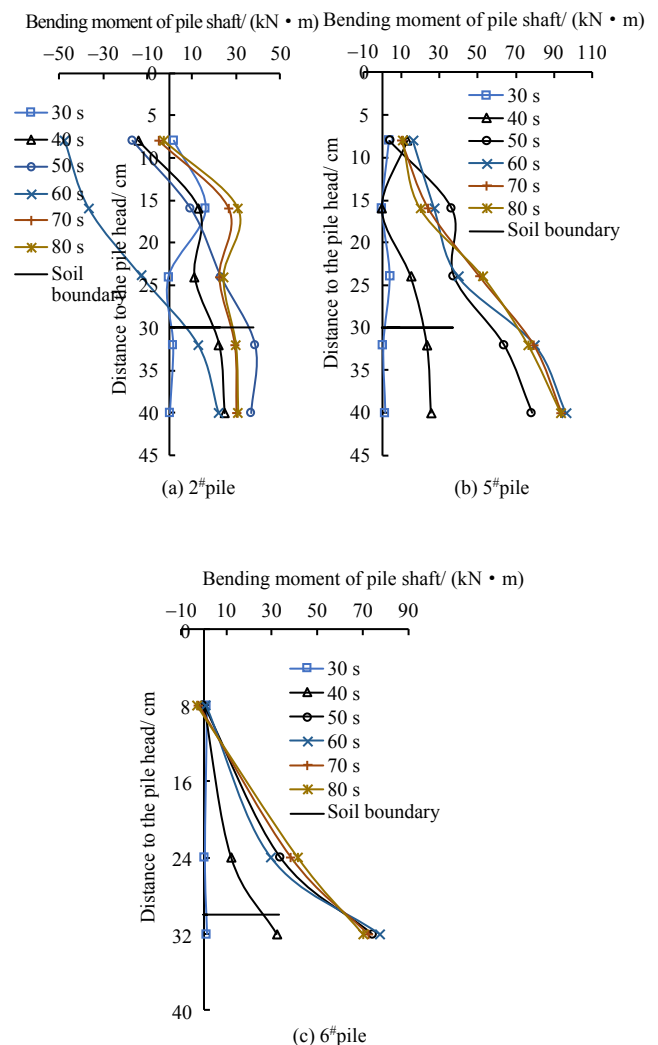 Bending moment of pile shaft/ (kN · m)
−50 −30 −10 10 30 50
0
5
10
15
20
25
30
35
40
45
Distance to the pile head/ cm
30 s
40 s
50 s
60 s
70 s
80 s
Soil
boundary
(a) 2#pile
Bending moment of pile shaft/ (kN · m)
−10 10 30 50 70 90 110
0
5
10
15
20
25
30
35
40
45
Distance to the pile head/ cm
30 s
40 s
50 s
60 s
70 s
80 s
Soil boundary
(b) 5#pile
Bending moment of pile shaft/ (kN · m)
−10 10 30 50 70 90
0
8
16
24
32
40
Distance to the pile head/ cm
30 s
40 s
50 s
60 s
70 s
80 s
Soil boundary
(c) 6#pile